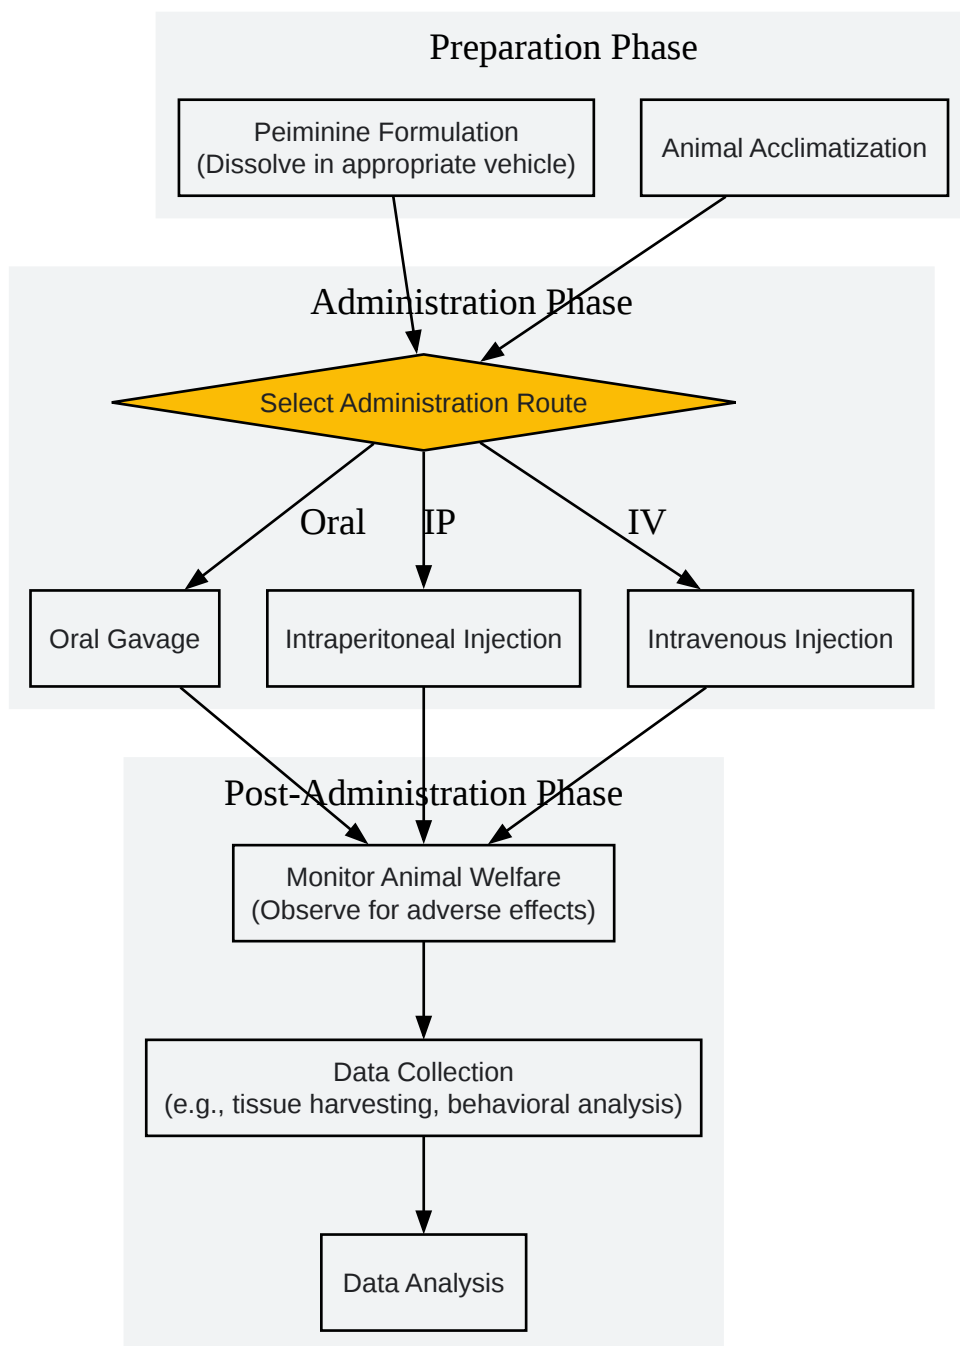 Preparation Phase
Peiminine Formulation
(Dissolve in appropriate vehicle)
Animal Acclimatization
Administration Phase
Select Administration Route
Oral
IP
IV
Oral Gavage
Intraperitoneal Injection
Intravenous Injection
Post-Administration Phase
Monitor Animal Welfare
(Observe for adverse effects)
Data Collection
(e.g., tissue harvesting, behavioral analysis)
Data Analysis